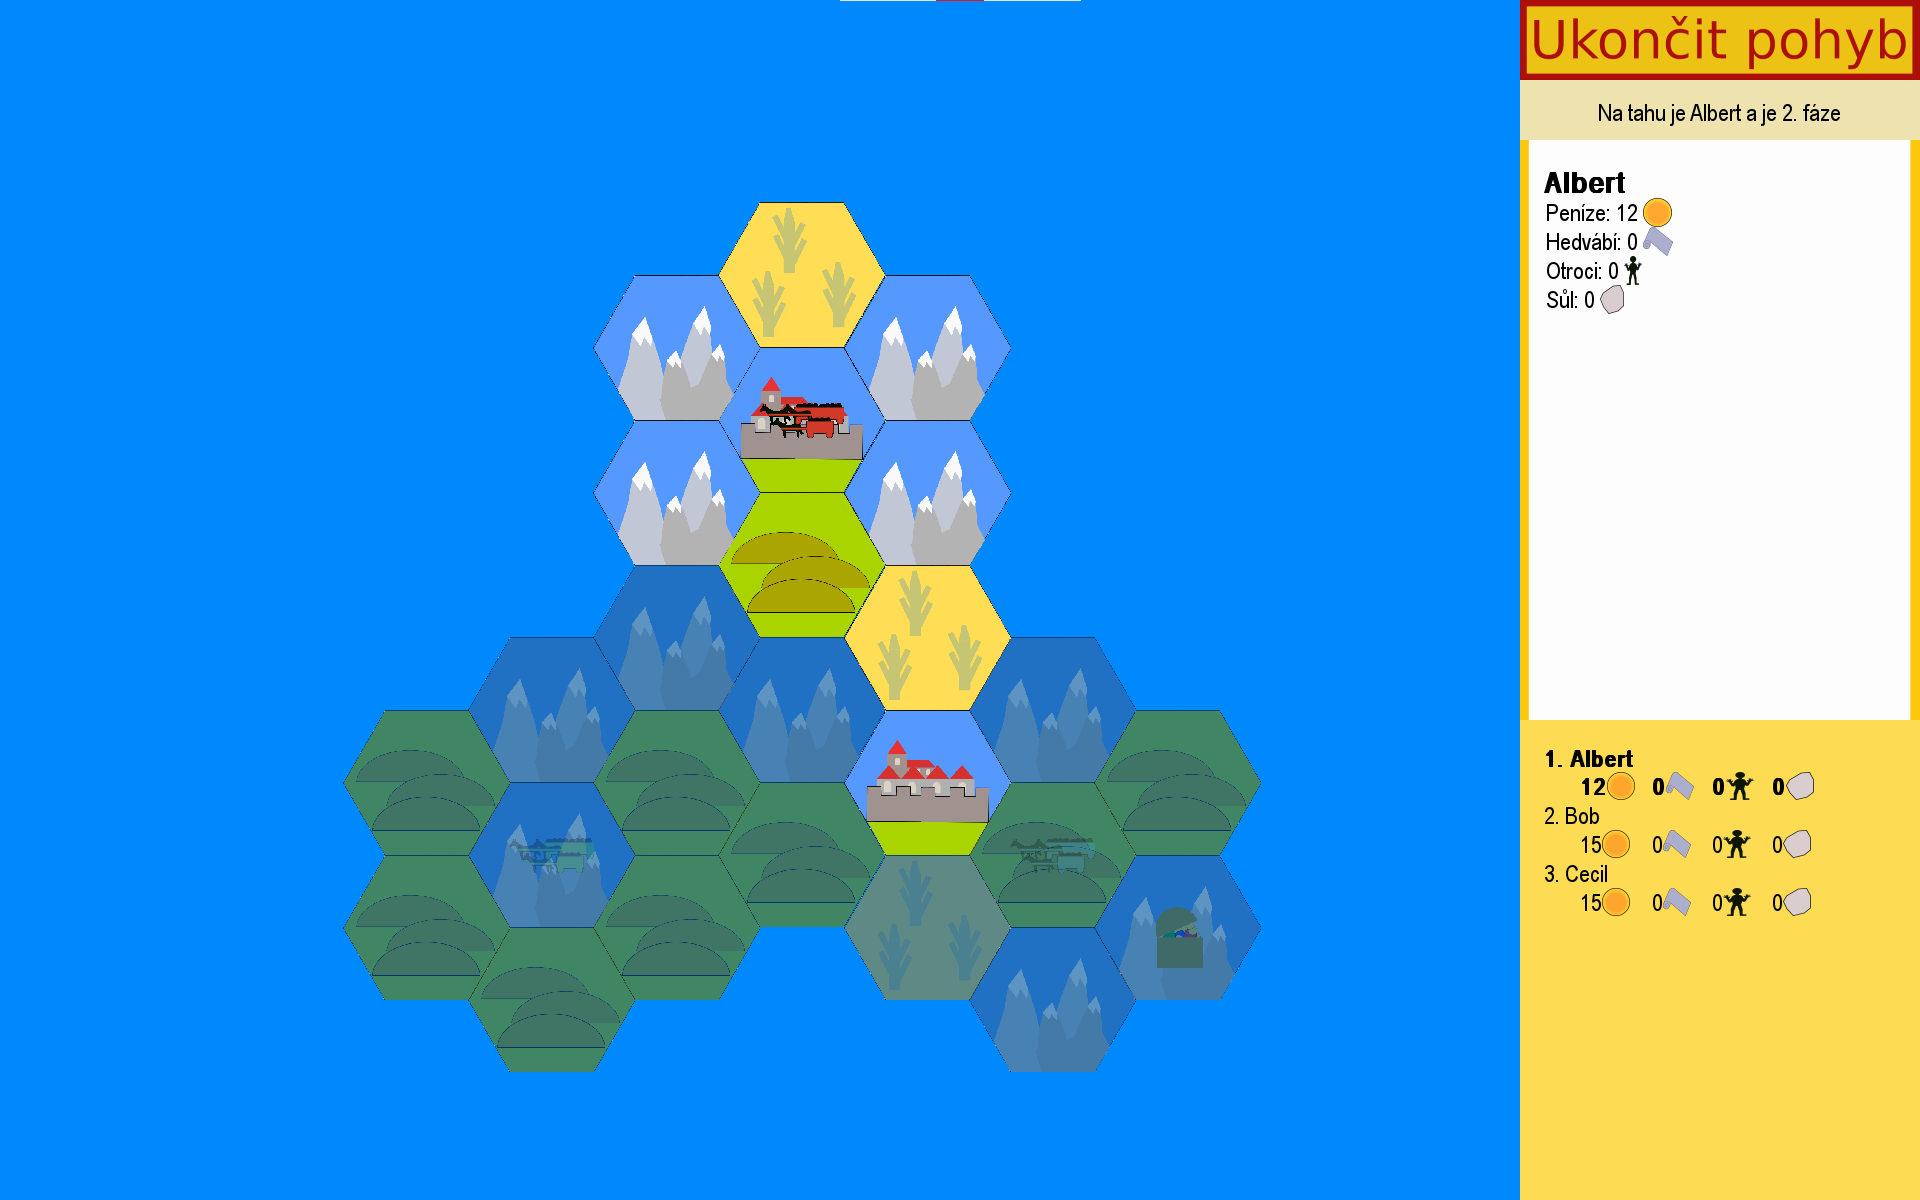 Ukončit pohyb
Na tahu je Albert a je 2. fáze
Albert
Peníze: 12
Hedvábí: 0
Otroci: 0
Sůl: 0
1. Albert
12 0 0 0
2. Bob
15 0 0 0
3. Cecil
15 0 0 0